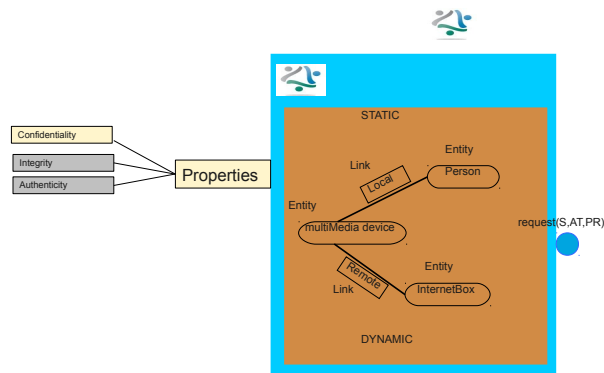 STATIC
Confidentiality
Entity
Integrity
Link
Person
Properties
Local
Authenticity
Entity
request(S,AT,PR)
multiMedia device
Remote
Entity
Link
InternetBox
DYNAMIC